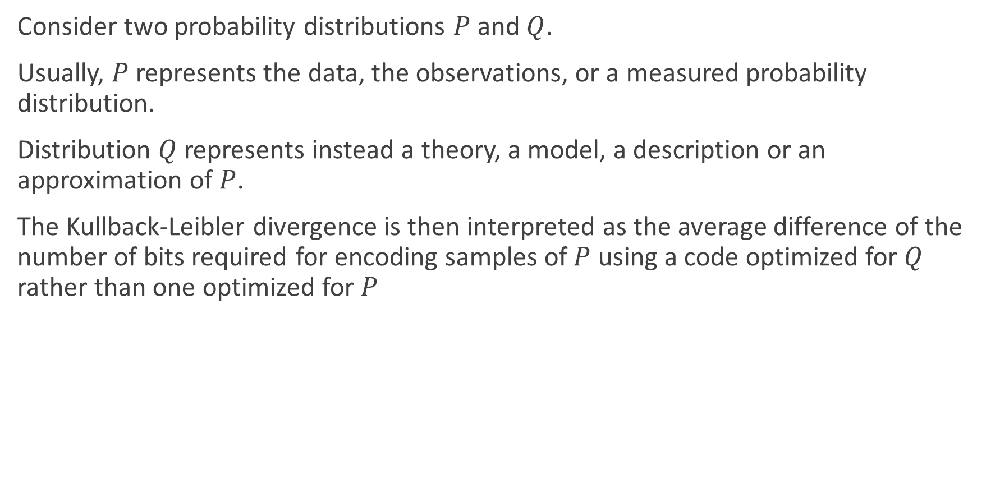 Consider two probability distributions P and Q.
Usually, P represents the data, the observations, or a measured probability
distribution.
Distribution Q represents instead a theory, a model, a description or an
approximation of P.
The Kullback-Leibler divergence is then interpreted as the average difference of the
number of bits required for encoding samples of P using a code optimized for Q
rather than one optimized for P